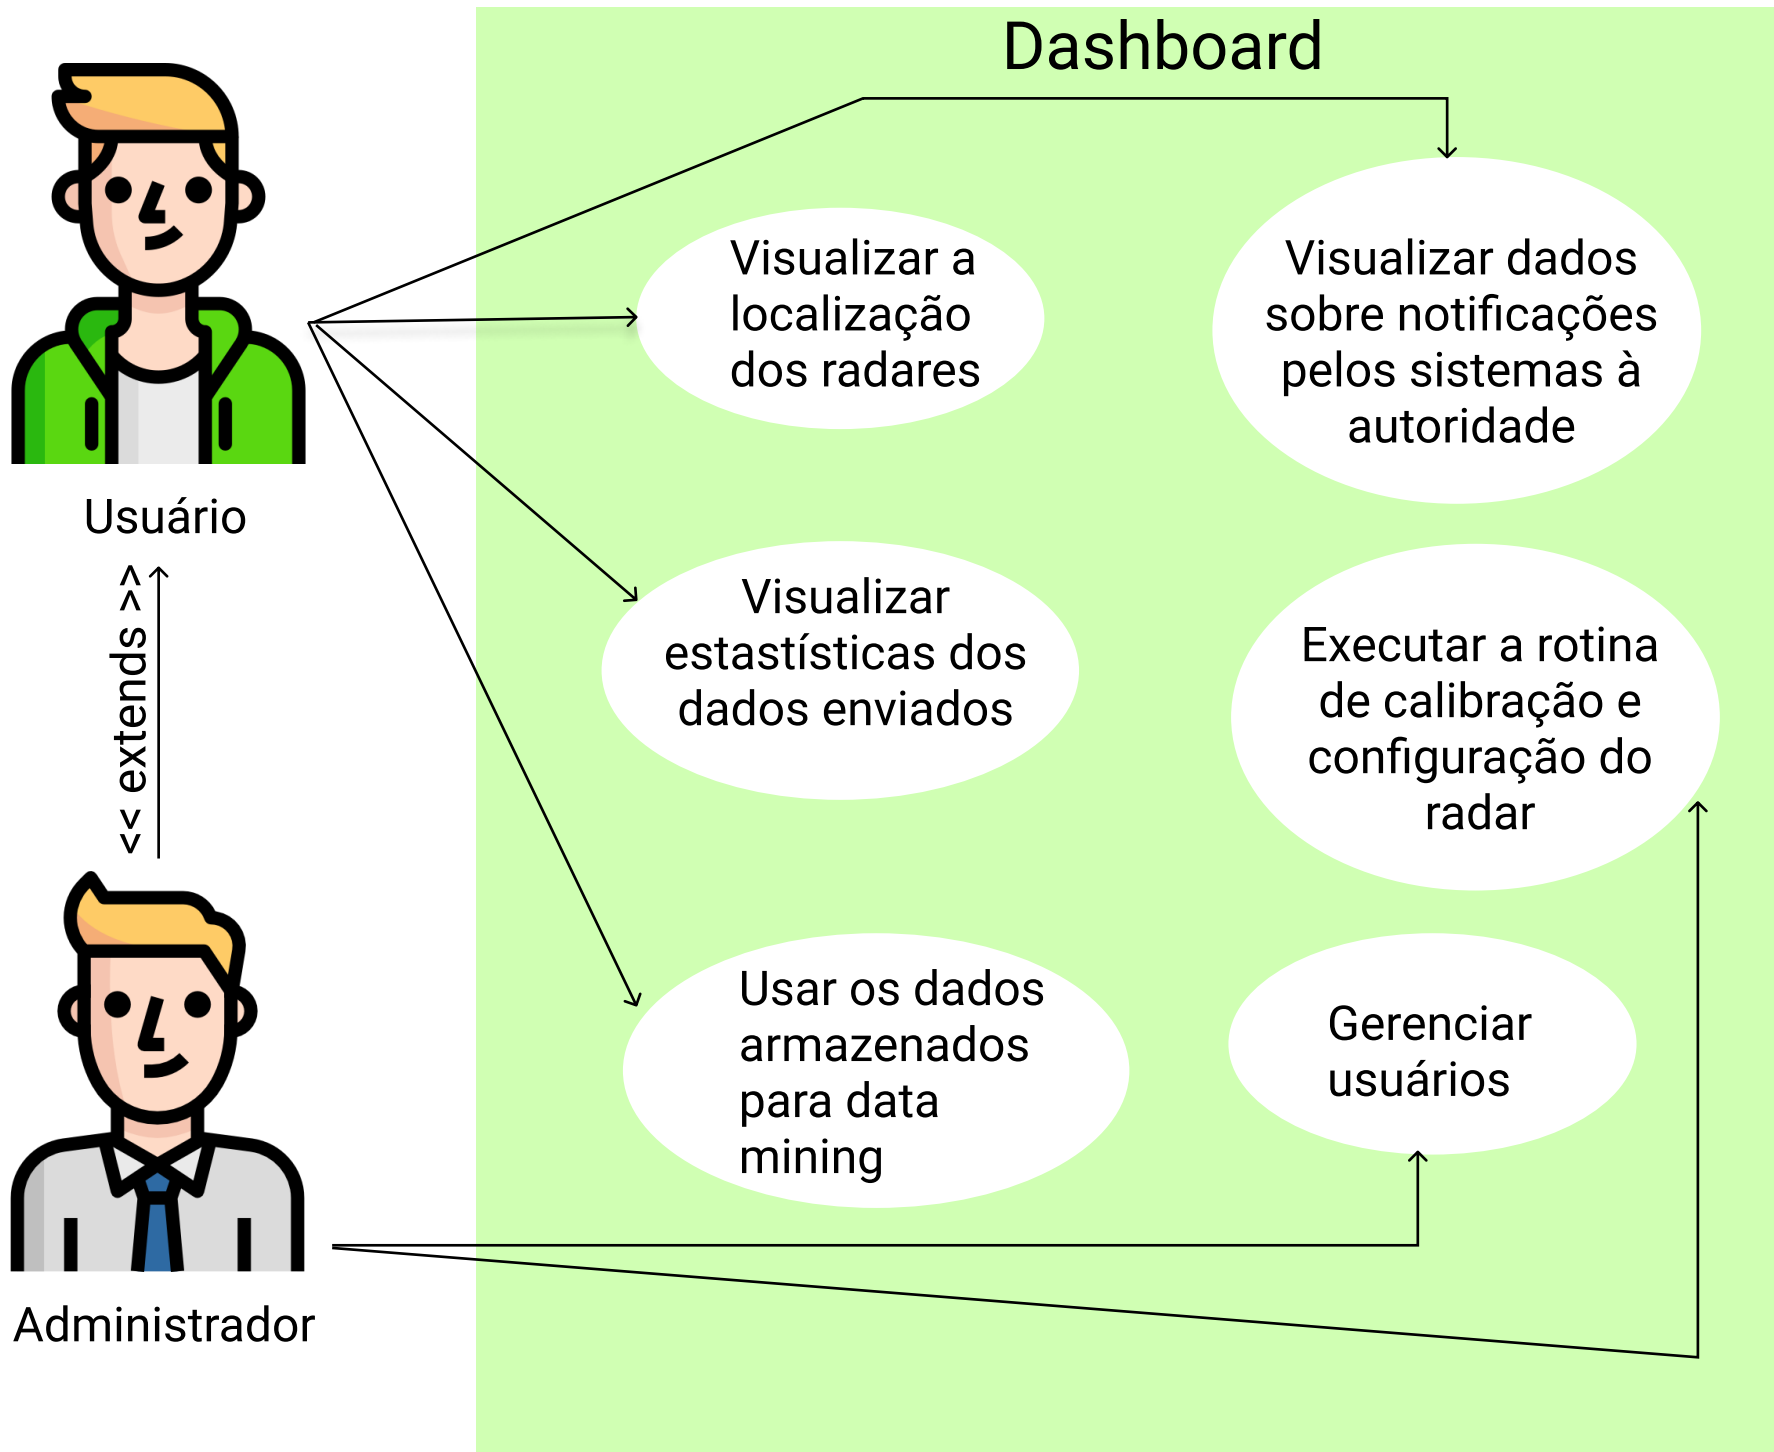 Dashboard
Visualizar a
localização
dos radares
Visualizar dados
sobre notificações
pelos sistemas à
autoridade
Usuário
<< extends >>
Visualizar
estastísticas dos
dados enviados
Executar a rotina
de calibração e
configuração do
radar
Usar os dados
armazenados
para data
mining
Gerenciar
usuários
Administrador